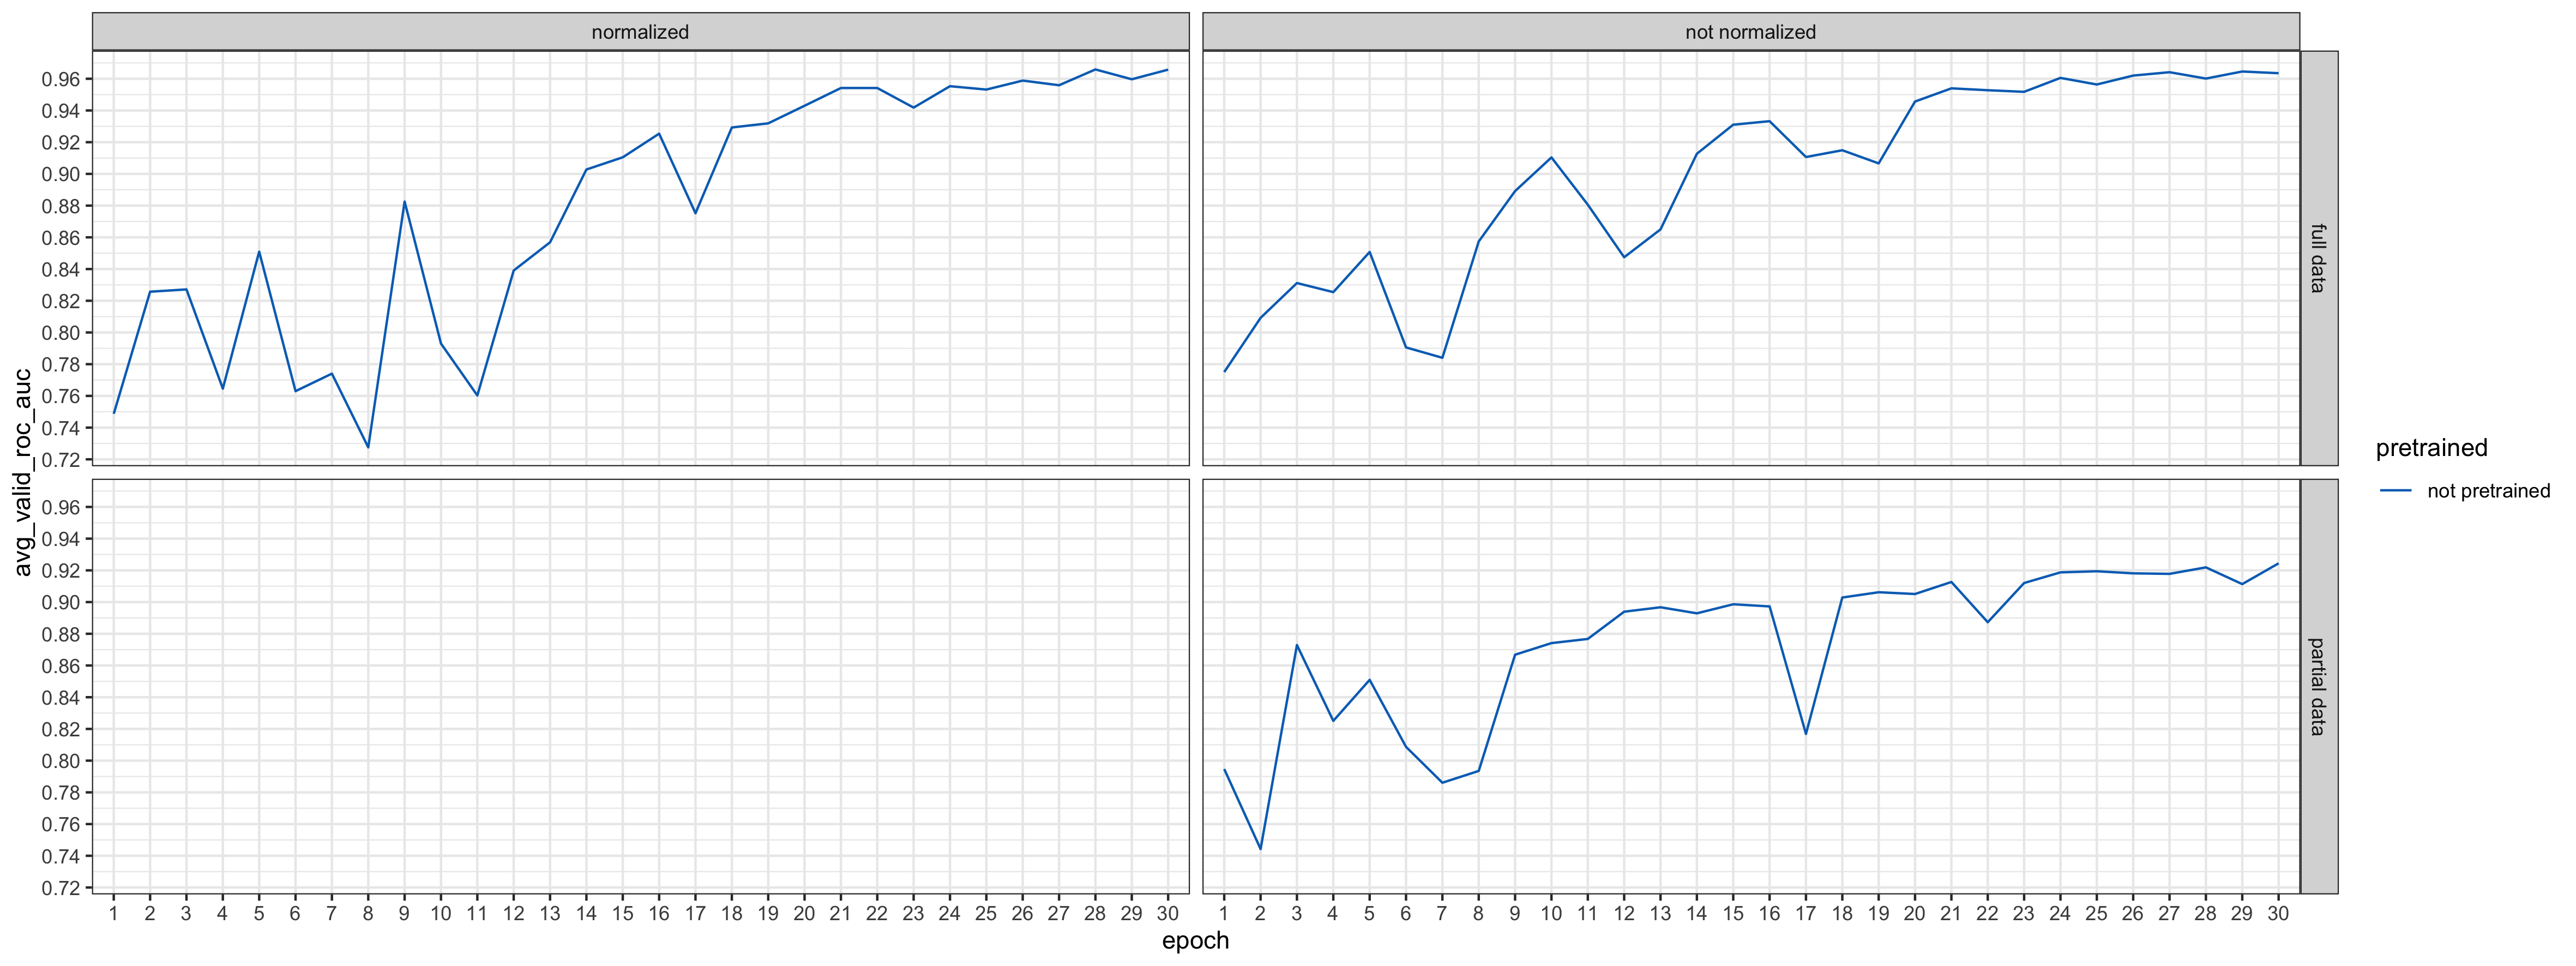 normalized
not normalized
0.96
0.94
0.92
0.90
0.88
0.86
0.84
0.82
0.80
0.78
0.76
0.74
0.72
full data
avg_valid_roc_auc
0.96
0.94
0.92
0.90
0.88
0.86
0.84
0.82
0.80
0.78
0.76
0.74
0.72
partial data
1 2 3 4 5 6 7 8 9 10 11 12 13 14 15 16 17 18 19 20 21 22 23 24 25 26 27 28 29 30
1 2 3 4 5 6 7 8 9 10 11 12 13 14 15 16 17 18 19 20 21 22 23 24 25 26 27 28 29 30
epoch
pretrained
not pretrained